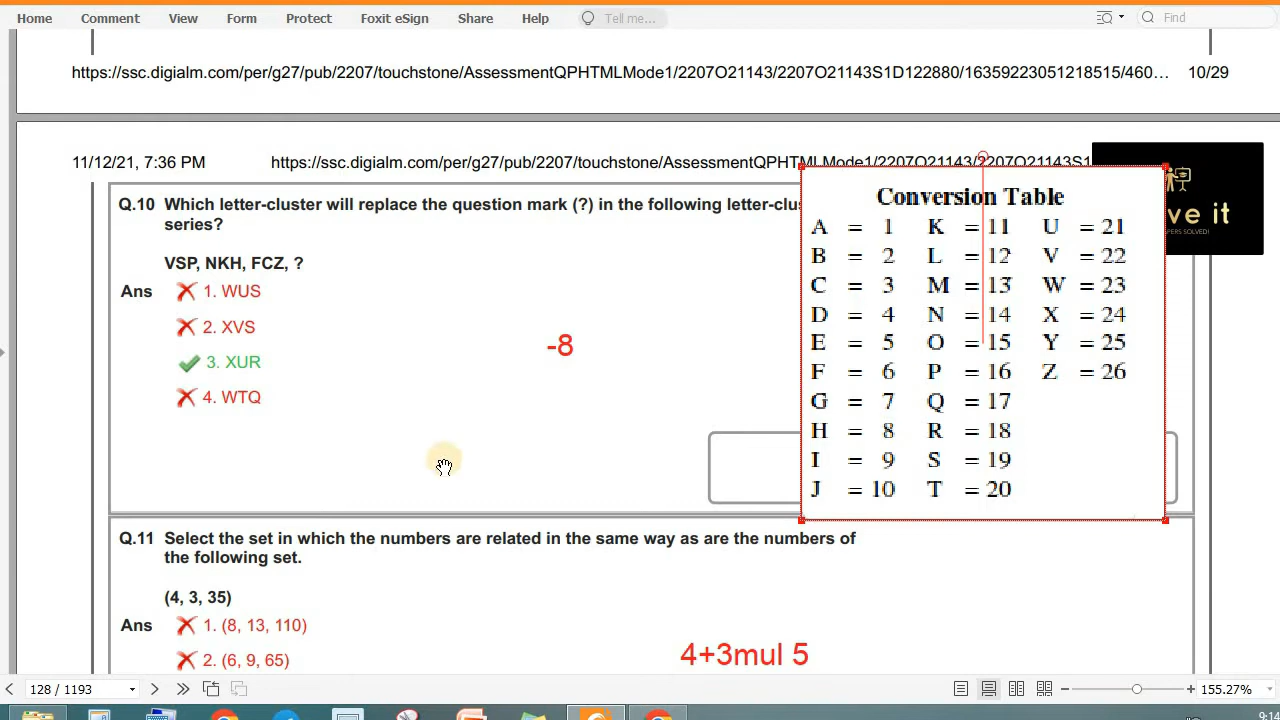 Home Comment View Form Protect Foxit eSign Share Help Tell me... Find
https://ssc.digialm.com/per/g27/pub/2207/touchstone/AssessmentQPHTMLMode1/2207O21143/2207O21143S1D122880/16359223051218515/460… 10/29
11/12/21, 7:36 PM https://ssc.digialm.com/per/g27/pub/2207/touchstone/AssessmentQPHTMLMode1/2207O21143/2207O21143S1
ve it
Q.10 Which letter-cluster will replace the question mark (?) in the following letter-clu
series?
VSP, NKH, FCZ, ?
Ans 1. WUS
2. XVS
3. XUR
4. WTQ
-8
Conversion Table
A = 1 K = 11 U = 21
B = 2 L = 12 V = 22
C = 3 M = 13 W = 23
D = 4 N = 14 X = 24
E = 5 O = 15 Y = 25
F = 6 P = 16 Z = 26
G = 7 Q = 17
H = 8 R = 18
I = 9 S = 19
J = 10 T = 20
Q.11 Select the set in which the numbers are related in the same way as are the numbers of
the following set.
(4, 3, 35)
Ans 1. (8, 13, 110)
2. (6, 9, 65)
4+3mul 5
128 / 1193 155.27%
9:14